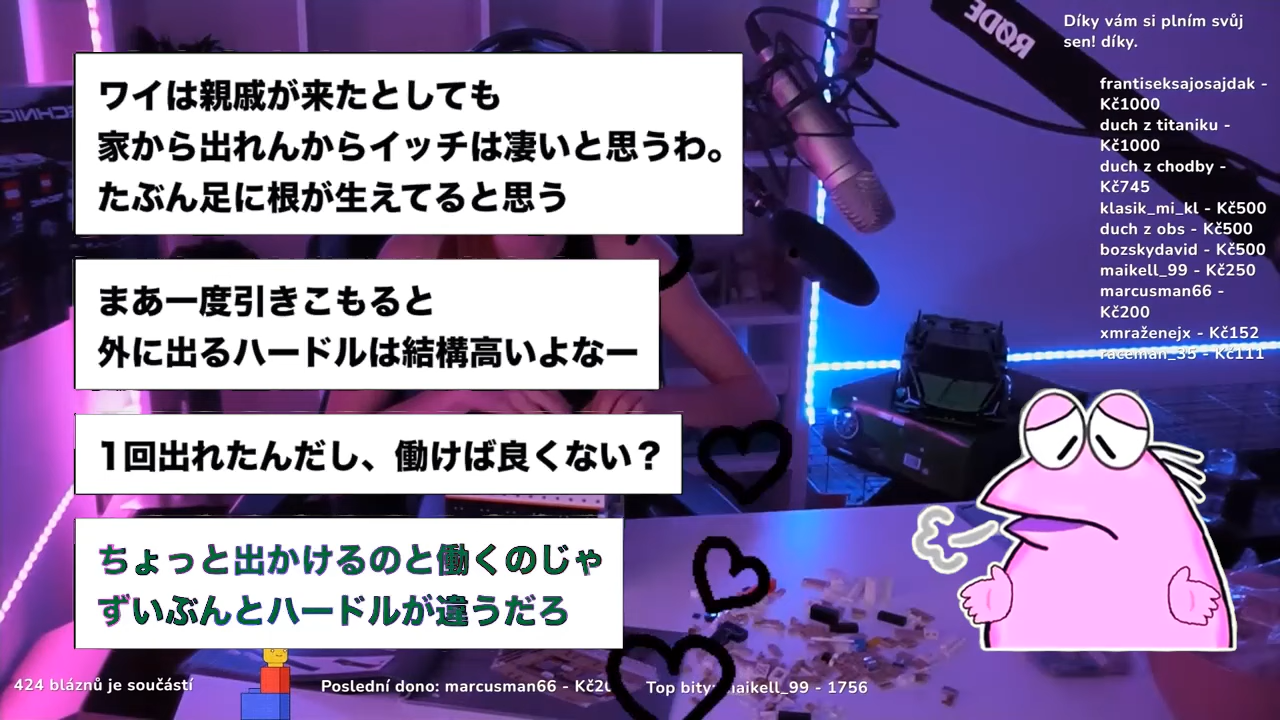 ワイは親戚が来たとしても
家から出れんからイッチは凄いと思うわ。
たぶん足に根が生えてると思う
まあ一度引きこもると
外に出るハードルは結構高いよなー
1回出れたんだし、働けば良くない？
ちょっと出かけるのと働くのじゃ
ずいぶんとハードルが違うだろ
RØDE
Díky vám si plním svůj
sen! díky.
frantiseksajosajdak -
Kč1000
duch z titaniku -
Kč1000
duch z chodby -
Kč745
klasik_mi_kl - Kč500
duch z obs - Kč500
bozskydavid - Kč500
maikell_99 - Kč250
marcusman66 -
Kč200
xmraženejx - Kč152
raceman_35 - Kč111
424 bláznů je součástí
Poslední dono: marcusman66 -
Top bity: maikell_99 - 1756